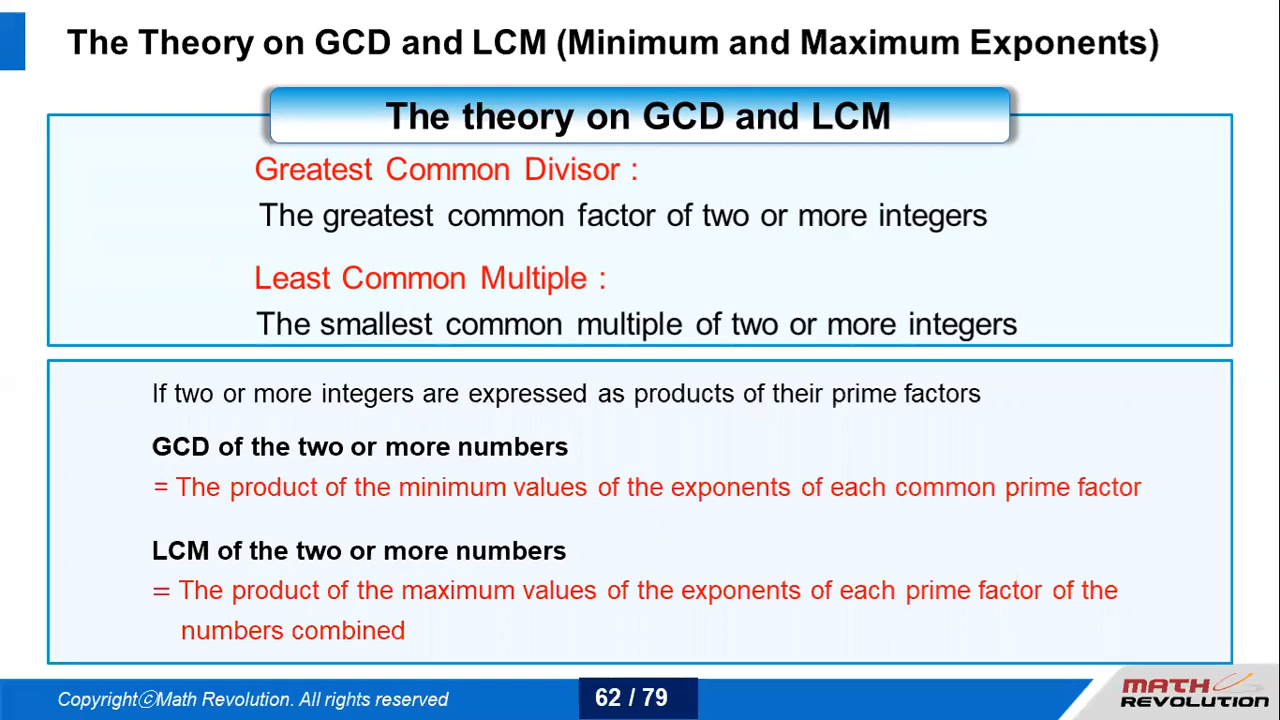 The Theory on GCD and LCM (Minimum and Maximum Exponents)
The theory on GCD and LCM
Greatest Common Divisor :
The greatest common factor of two or more integers
Least Common Multiple :
The smallest common multiple of two or more integers
If two or more integers are expressed as products of their prime factors
GCD of the two or more numbers
= The product of the minimum values of the exponents of each common prime factor
LCM of the two or more numbers
= The product of the maximum values of the exponents of each prime factor of the
numbers combined
CopyrightⓒMath Revolution. All rights reserved
62 / 79
MATH
REVOLUTION